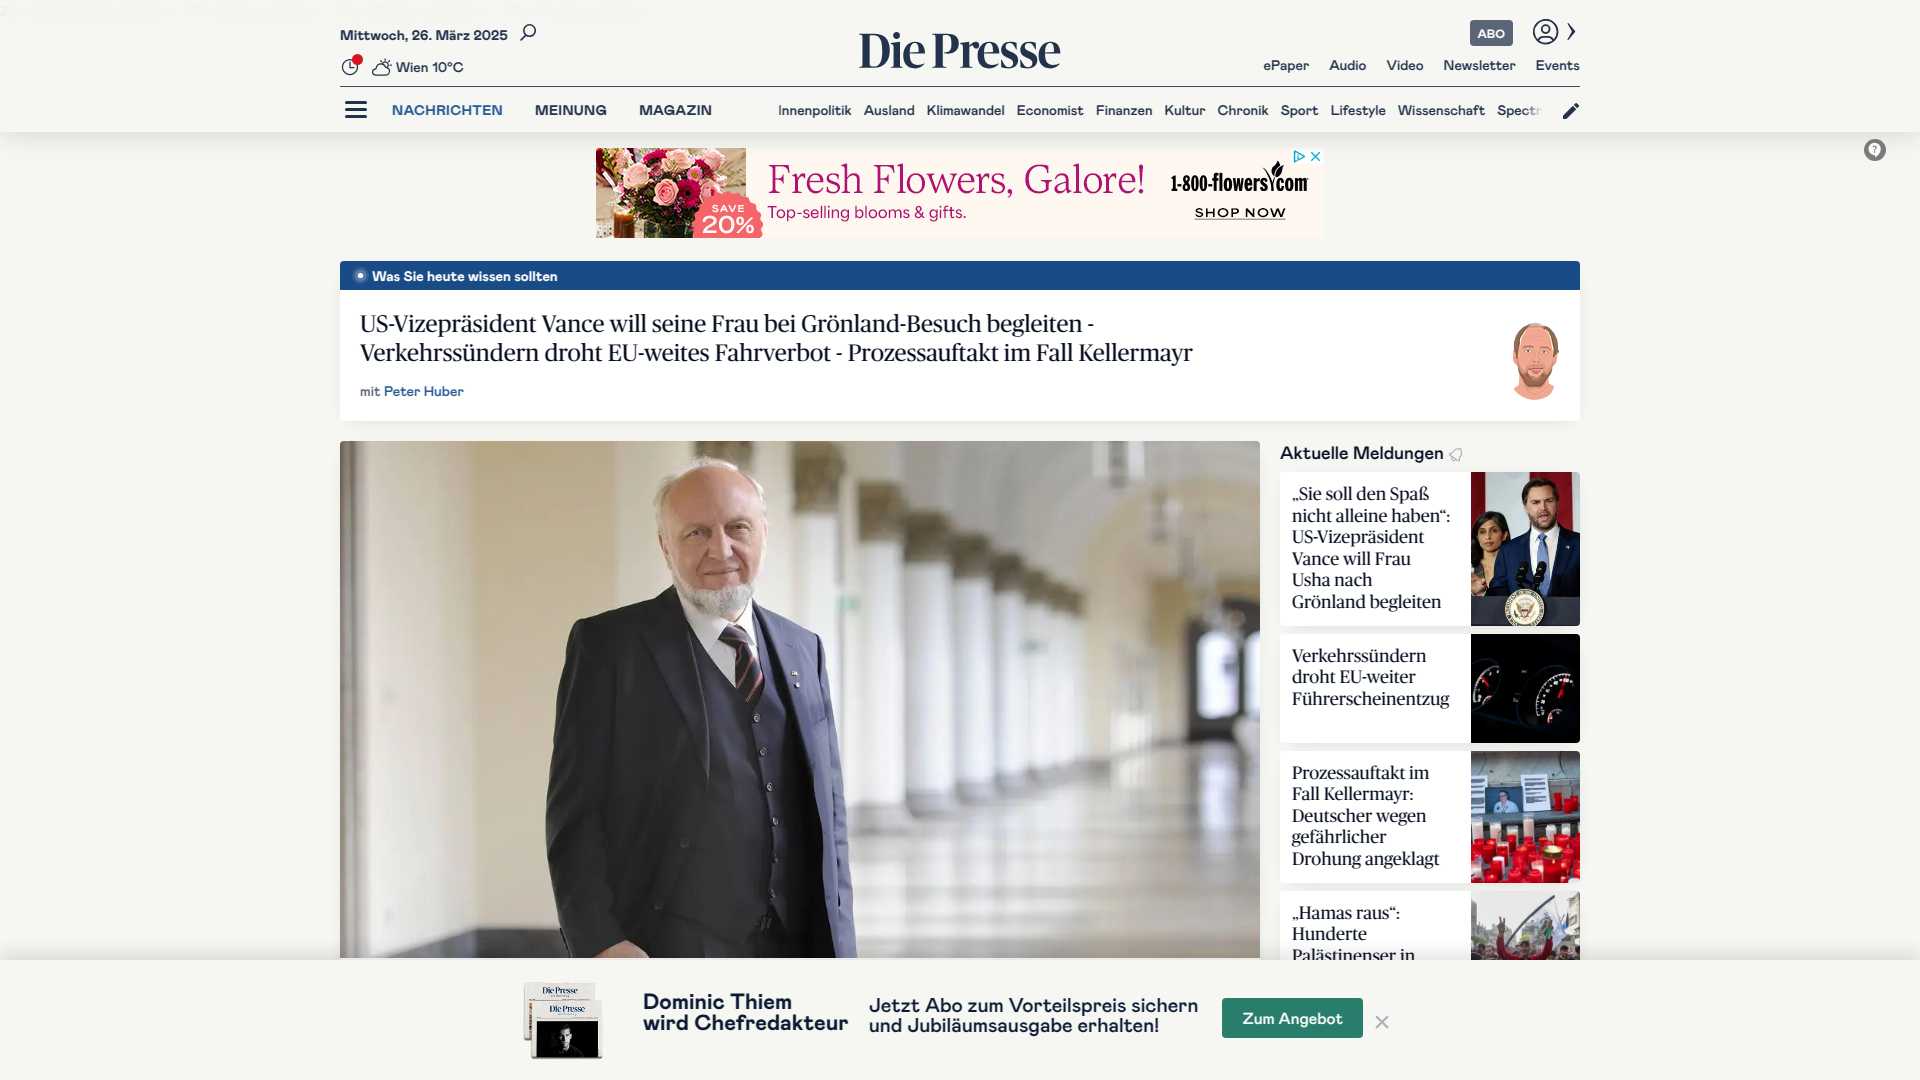 Mittwoch, 26. März 2025
Wien 10°C
Die Presse
ABO
ePaper Audio Video Newsletter Events
NACHRICHTEN MEINUNG MAGAZIN
Innenpolitik Ausland Klimawandel Economist Finanzen Kultur Chronik Sport Lifestyle Wissenschaft Spectr
SAVE
20%
Fresh Flowers, Galore!
Top-selling blooms & gifts.
1-800-flowers.com
SHOP NOW
Was Sie heute wissen sollten
US-Vizepräsident Vance will seine Frau bei Grönland-Besuch begleiten -
Verkehrssündern droht EU-weites Fahrverbot - Prozessauftakt im Fall Kellermayr
mit Peter Huber
Aktuelle Meldungen
„Sie soll den Spaß
nicht alleine haben“:
US-Vizepräsident
Vance will Frau
Usha nach
Grönland begleiten
Verkehrssündern
droht EU-weiter
Führerscheinentzug
Prozessauftakt im
Fall Kellermayr:
Deutscher wegen
gefährlicher
Drohung angeklagt
„Hamas raus“:
Hunderte
Palästinenser in
Die Presse
Die Presse
Dominic Thiem
wird Chefredakteur
Jetzt Abo zum Vorteilspreis sichern
und Jubiläumsausgabe erhalten!
Zum Angebot